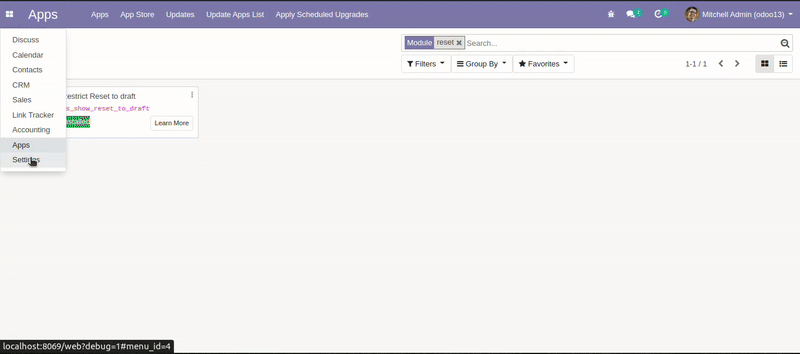 Apps Apps App Store Updates Update Apps List Apply Scheduled Upgrades 2 Mitchell Admin (odoo13)
Module reset Search...
Filters Group By Favorites 1-1 / 1
Discuss
Calendar
Contacts
CRM
Sales
Link Tracker
Accounting
Apps
Settings
estrict Reset to draft
s_show_reset_to_draft
Learn More
localhost:8069/web?debug=1#menu_id=4